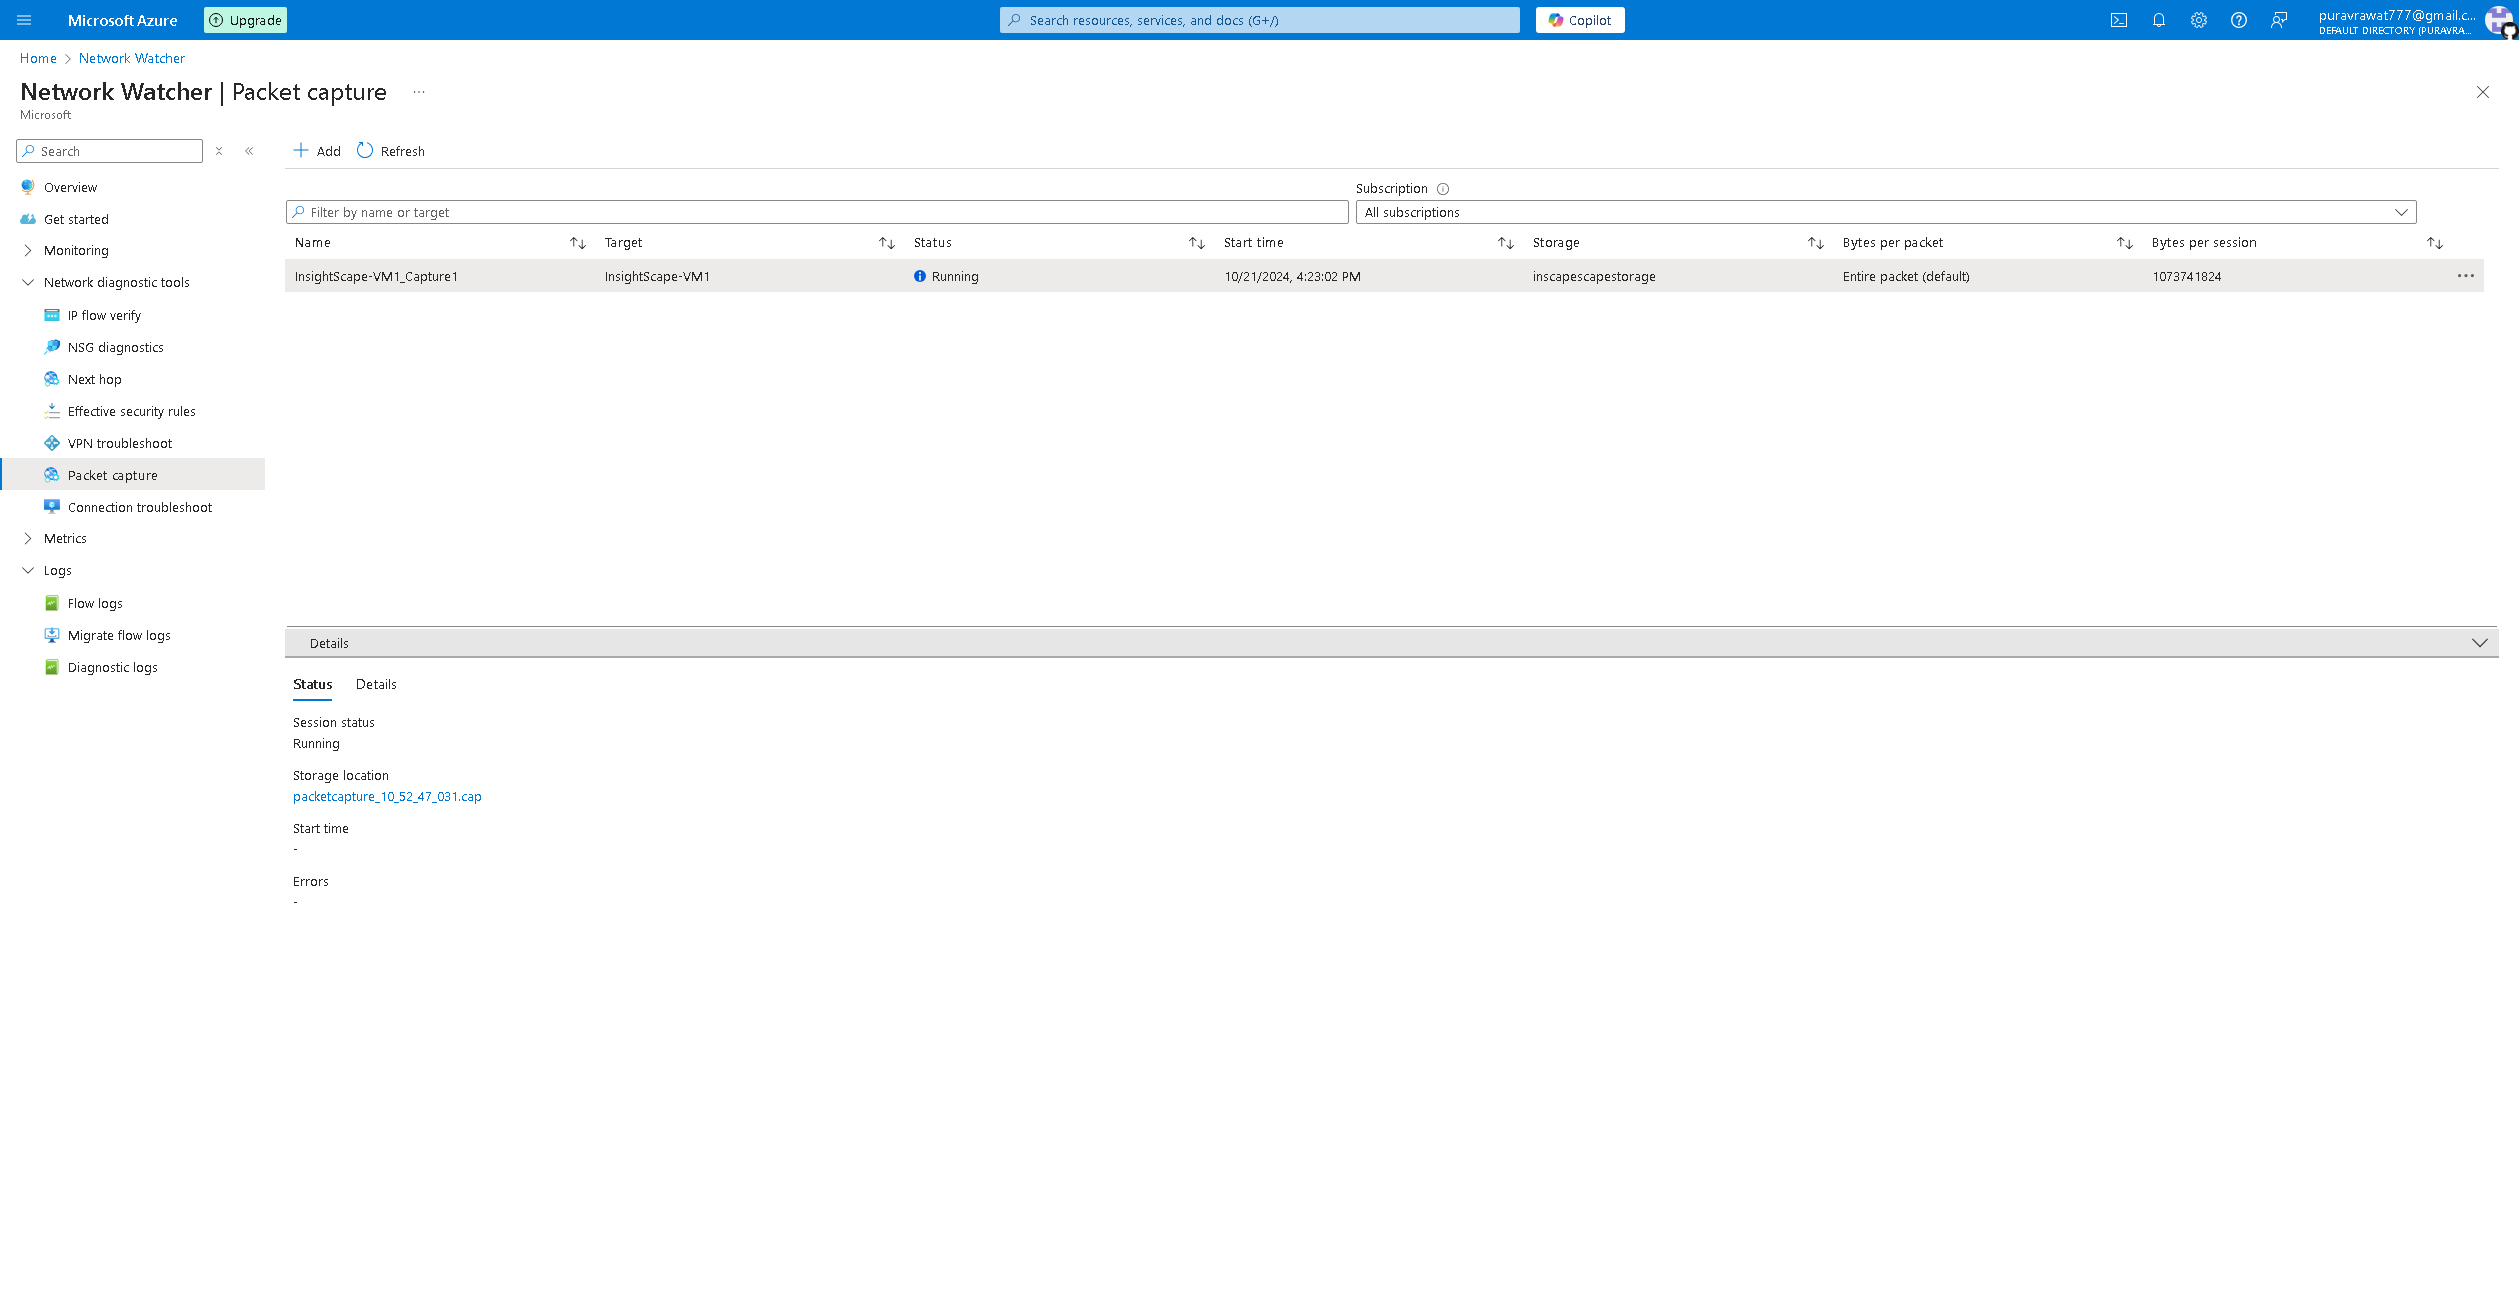 Microsoft Azure
Upgrade
Search resources, services, and docs (G+/)
Copilot
puravrawat777@gmail.c...
DEFAULT DIRECTORY (PURAVRA...
Home > Network Watcher
Network Watcher | Packet capture ...
Microsoft
Search
Overview
Get started
Monitoring
Network diagnostic tools
IP flow verify
NSG diagnostics
Next hop
Effective security rules
VPN troubleshoot
Packet capture
Connection troubleshoot
Metrics
Logs
Flow logs
Migrate flow logs
Diagnostic logs
Add Refresh
Subscription
Filter by name or target
All subscriptions
Name Target Status Start time Storage Bytes per packet Bytes per session
InsightScape-VM1_Capture1 InsightScape-VM1 Running 10/21/2024, 4:23:02 PM inscapescapestorage Entire packet (default) 1073741824
Details
Status Details
Session status
Running
Storage location
packetcapture_10_52_47_031.cap
Start time
-
Errors
-